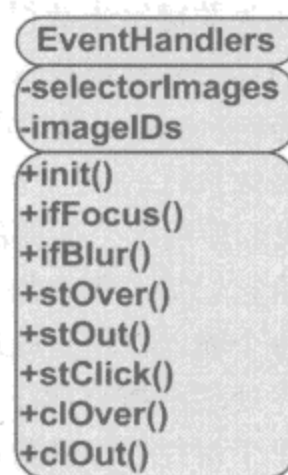 EventHandlers
-selectorImages
-imageIDs
+init()
+ifFocus()
+ifBlur()
+stOver()
+stOut()
+stClick()
+clOver()
+clOut()